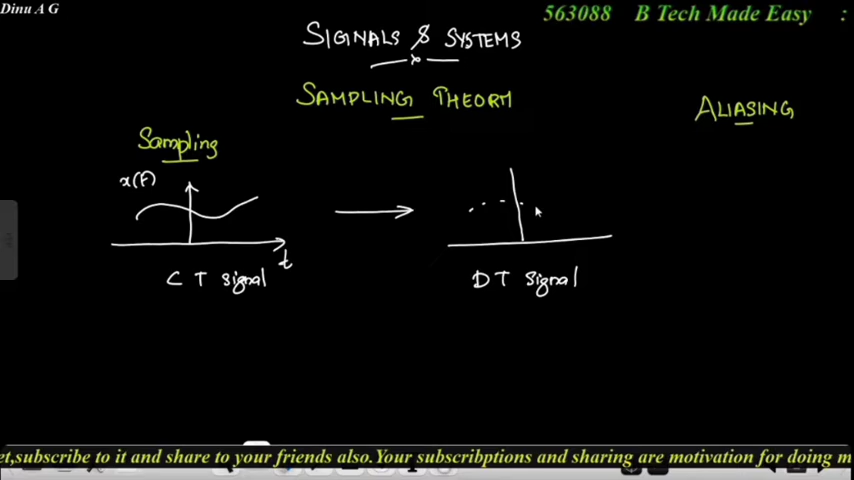 Dinu A G
563088 B Tech Made Easy :
SIGNALS & SYSTEMS
SAMPLING THEORM
ALIASING
Sampling
x(t)
t
C T Signal
D T Signal
et,subscribe to it and share to your friends also.Your subscribptions and sharing are motivation for doing m